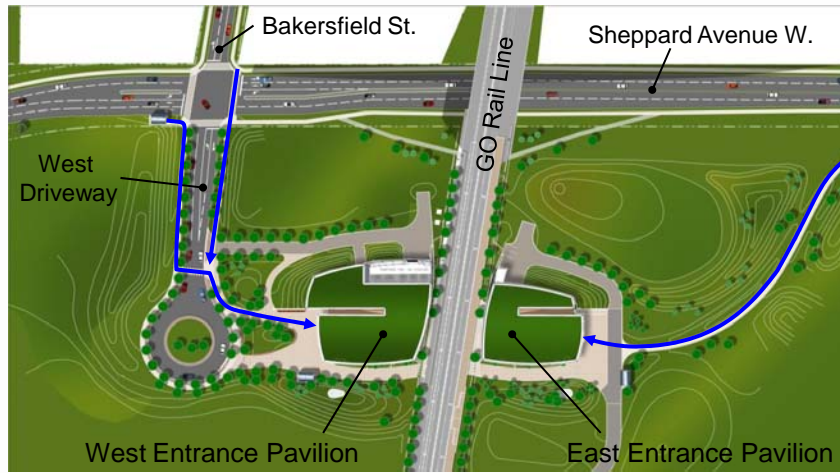 Bakersfield St.
Sheppard Avenue W.
GO Rail Line
West
Driveway
West Entrance Pavilion
East Entrance Pavilion